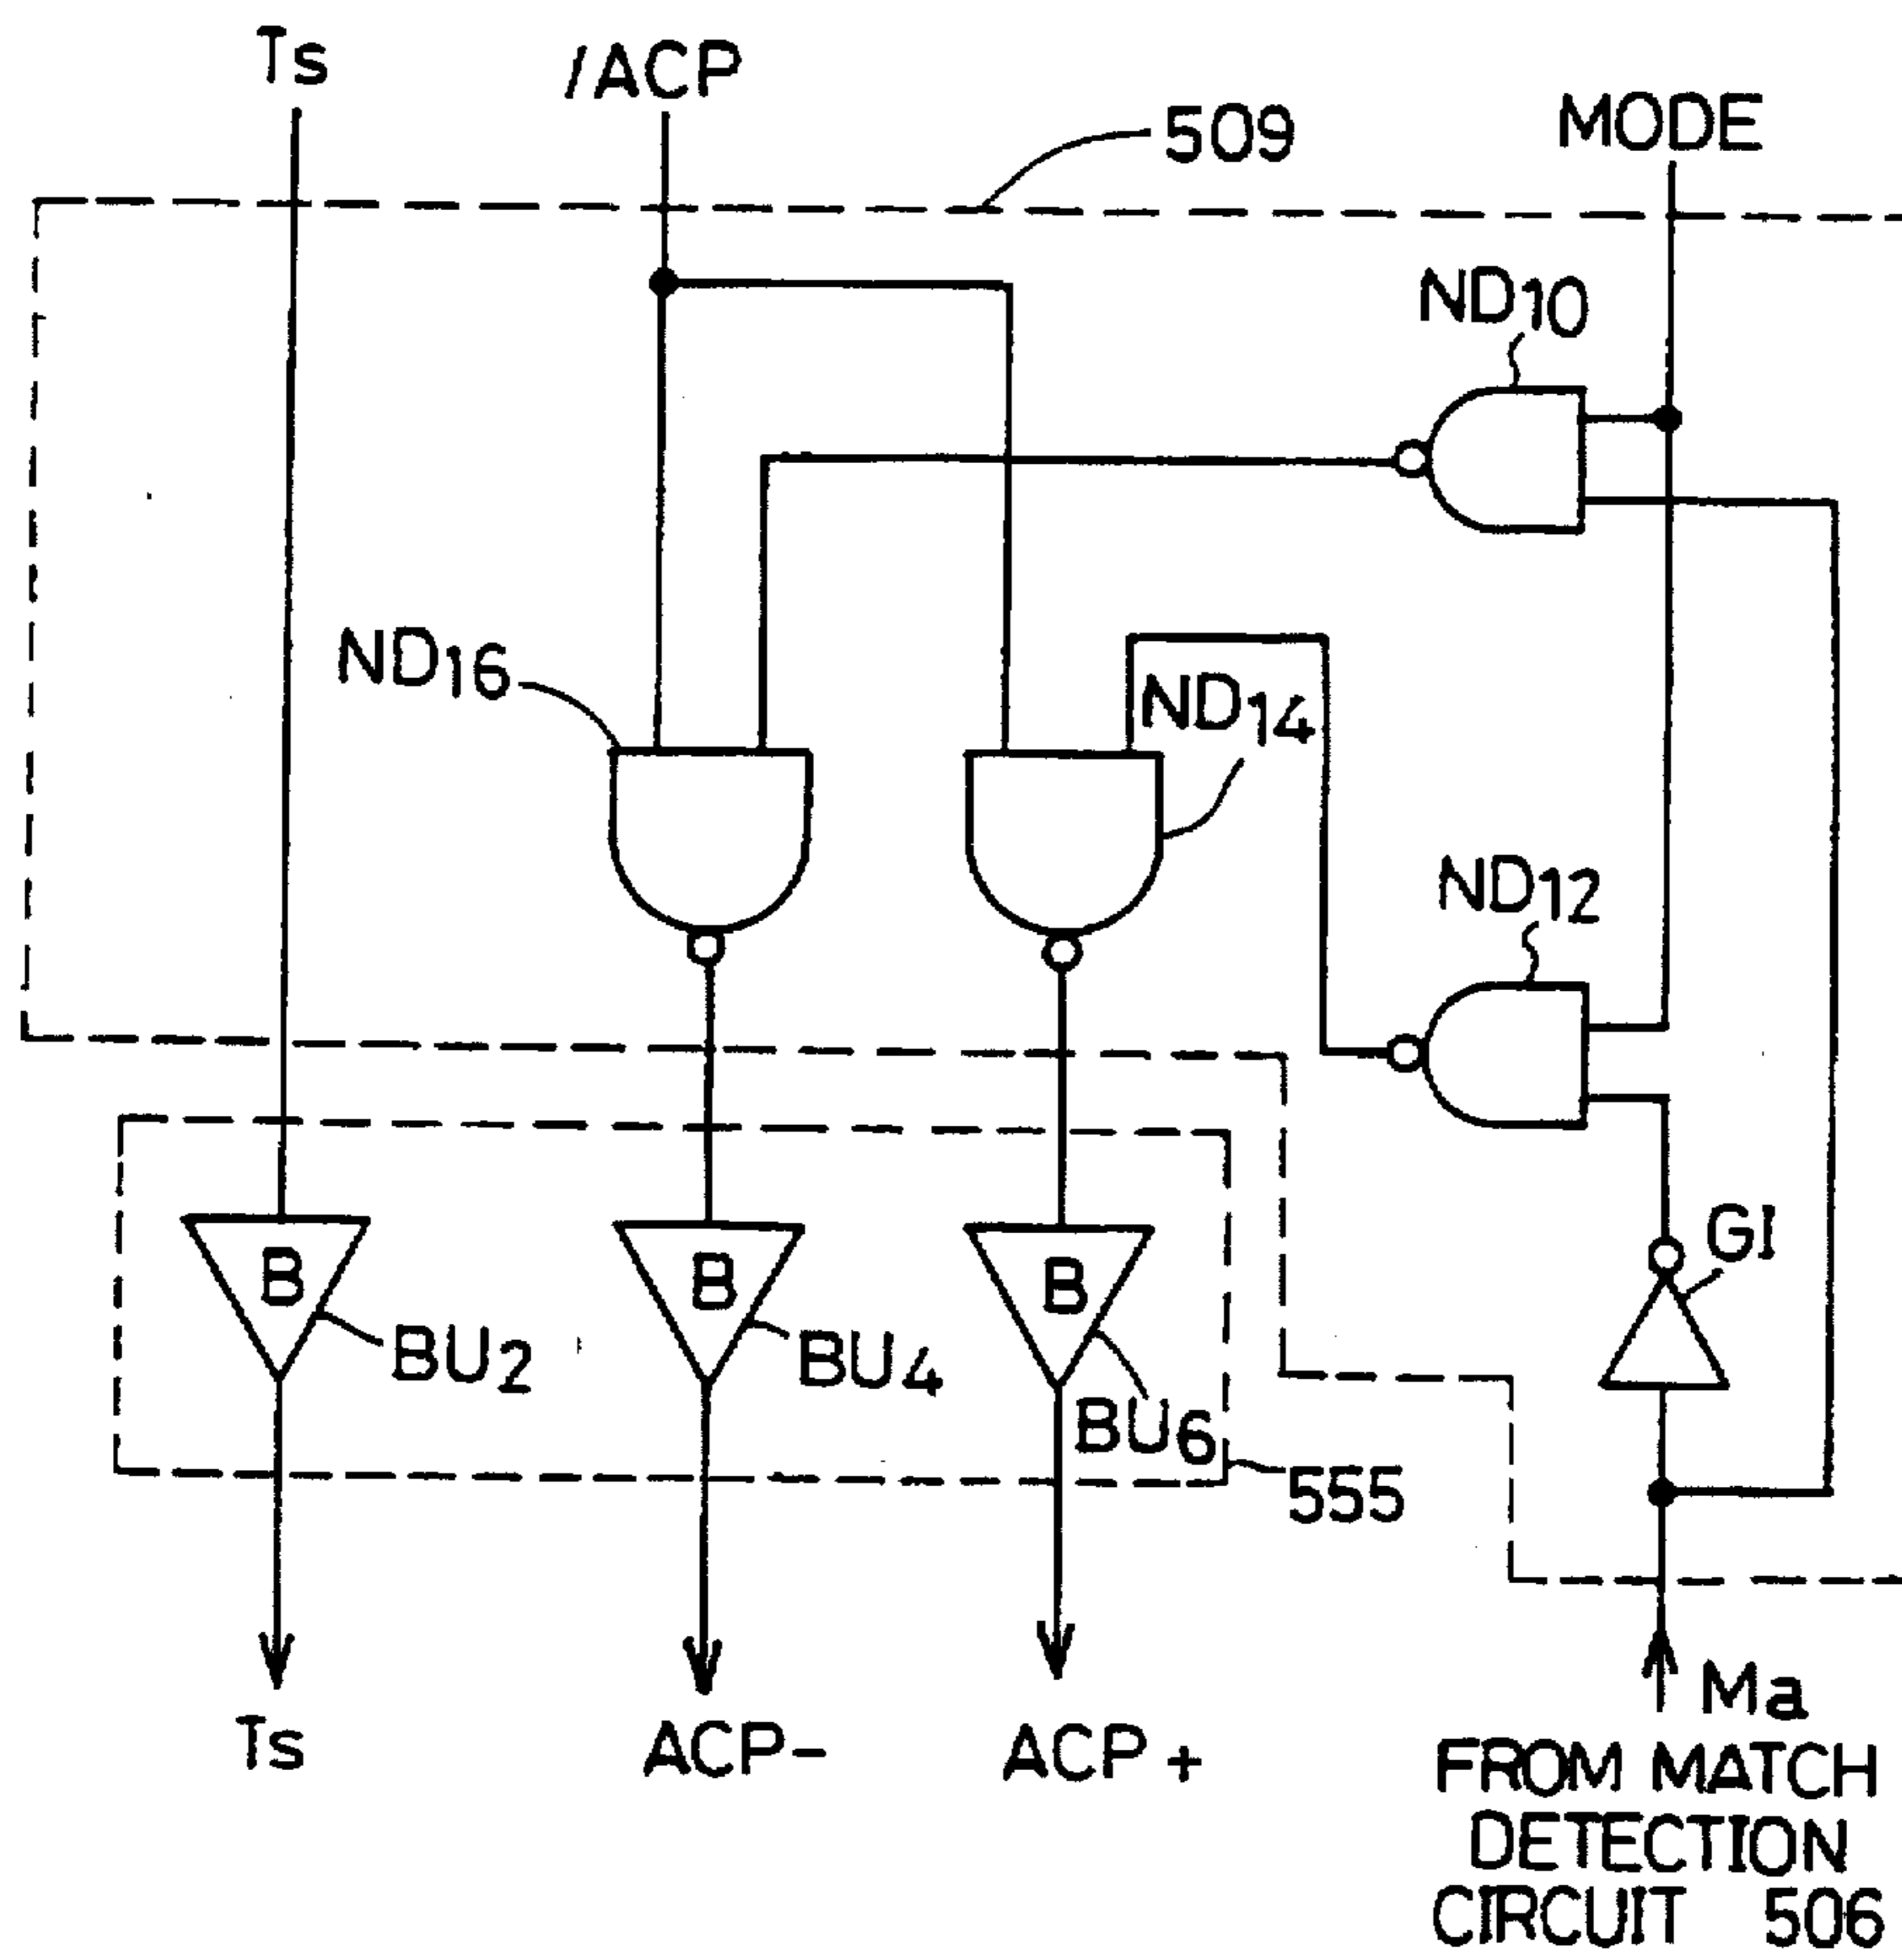 Ts
/ACP
509
MODE
ND10
ND16
ND14
ND12
GI
B
B
B
BU2
BU4
BU6
555
Ts
ACP-
ACP+
Ma
FROM MATCH
DETECTION
CIRCUIT 506